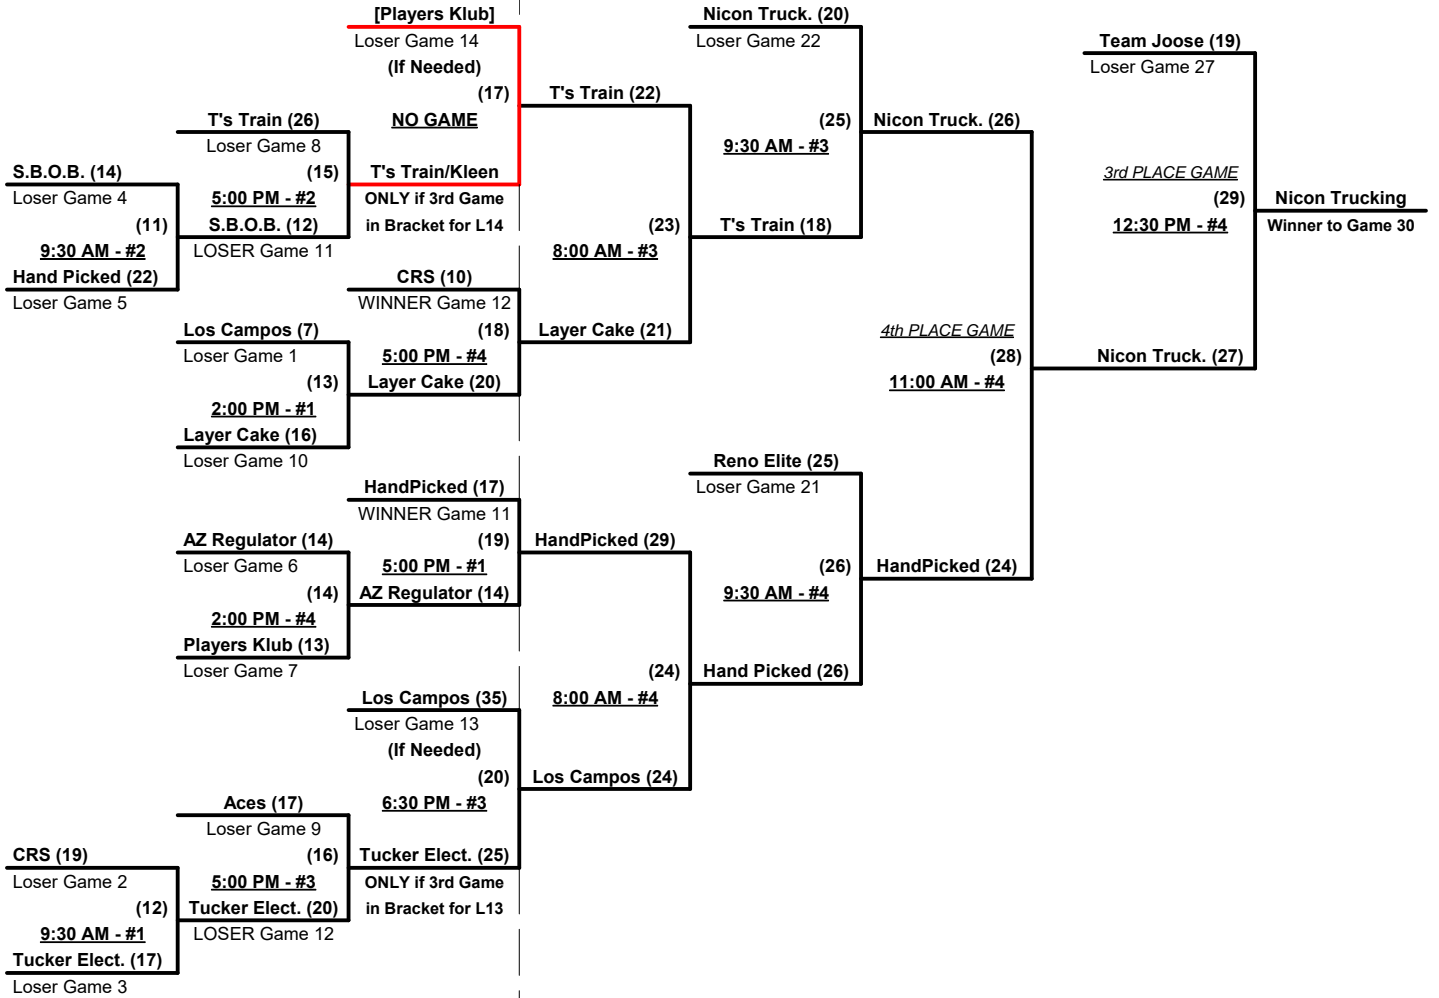 [Players Klub]
Loser Game 14
(If Needed)
(17)
NO GAME
T's Train/Kleen
ONLY if 3rd Game
in Bracket for L14
T's Train (26)
Loser Game 8
(15)
5:00 PM - #2
S.B.O.B. (12)
LOSER Game 11
S.B.O.B. (14)
Loser Game 4
(11)
9:30 AM - #2
Hand Picked (22)
Loser Game 5
CRS (10)
WINNER Game 12
(18)
5:00 PM - #4
Layer Cake (20)
Los Campos (7)
Loser Game 1
(13)
2:00 PM - #1
Layer Cake (16)
Loser Game 10
HandPicked (17)
WINNER Game 11
(19)
5:00 PM - #1
AZ Regulator (14)
AZ Regulator (14)
Loser Game 6
(14)
2:00 PM - #4
Players Klub (13)
Loser Game 7
Los Campos (35)
Loser Game 13
(If Needed)
(20)
6:30 PM - #3
Tucker Elect. (25)
ONLY if 3rd Game
in Bracket for L13
Aces (17)
Loser Game 9
(16)
5:00 PM - #3
Tucker Elect. (20)
LOSER Game 12
CRS (19)
Loser Game 2
(12)
9:30 AM - #1
Tucker Elect. (17)
Loser Game 3
T's Train (22)
(23)
8:00 AM - #3
Layer Cake (21)
HandPicked (29)
(24)
8:00 AM - #4
Los Campos (24)
Nicon Truck. (20)
Loser Game 22
(25)
9:30 AM - #3
T's Train (18)
Reno Elite (25)
Loser Game 21
(26)
9:30 AM - #4
Hand Picked (26)
Nicon Truck. (26)
4th PLACE GAME
(28)
11:00 AM - #4
HandPicked (24)
Team Joose (19)
Loser Game 27
3rd PLACE GAME
(29)
12:30 PM - #4
Nicon Truck. (27)
Nicon Trucking
Winner to Game 30